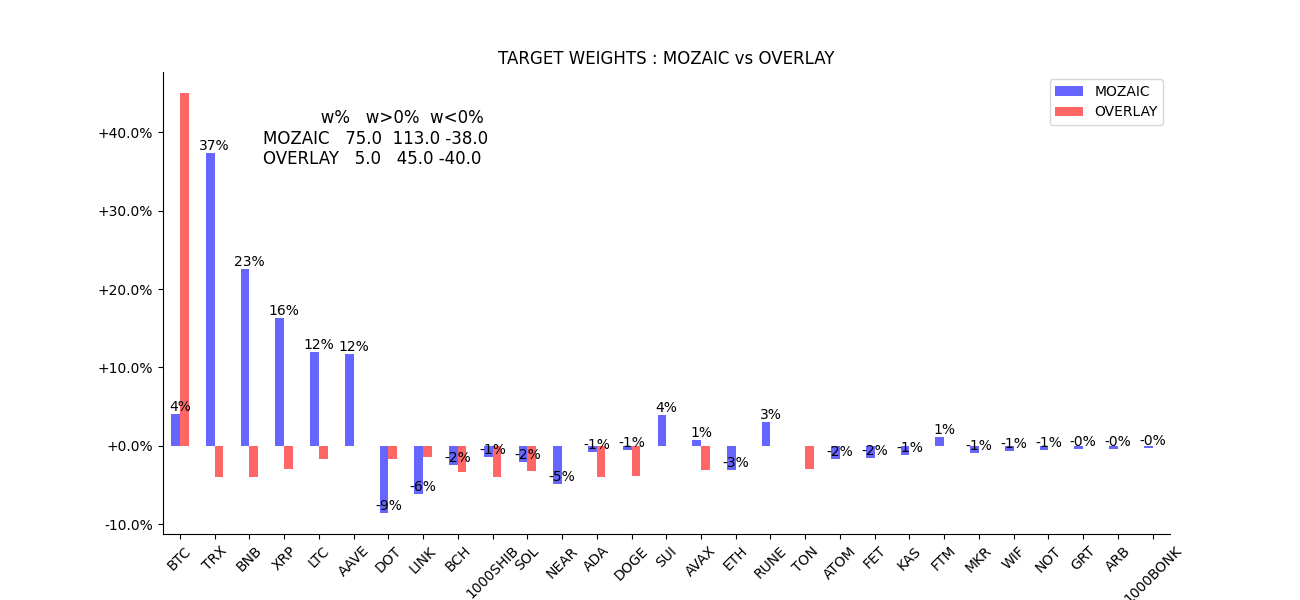 TARGET WEIGHTS : MOZAIC vs OVERLAY
MOZAIC
OVERLAY
w% w>0% w<0%
MOZAIC 75.0 113.0 -38.0
OVERLAY 5.0 45.0 -40.0
+40.0%
+30.0%
+20.0%
+10.0%
+0.0%
-10.0%
4%
37%
23%
16%
12%
12%
-9%
-6%
-2%
-1%
-2%
-5%
-1%
-1%
4%
1%
-3%
3%
-2%
-2%
-1%
1%
-1%
-1%
-1%
-0%
-0%
-0%
BTC
TRX
BNB
XRP
LTC
AAVE
DOT
LINK
BCH
1000SHIB
SOL
NEAR
ADA
DOGE
SUI
AVAX
ETH
RUNE
TON
ATOM
FET
KAS
FTM
MKR
WIF
NOT
GRT
ARB
1000BONK